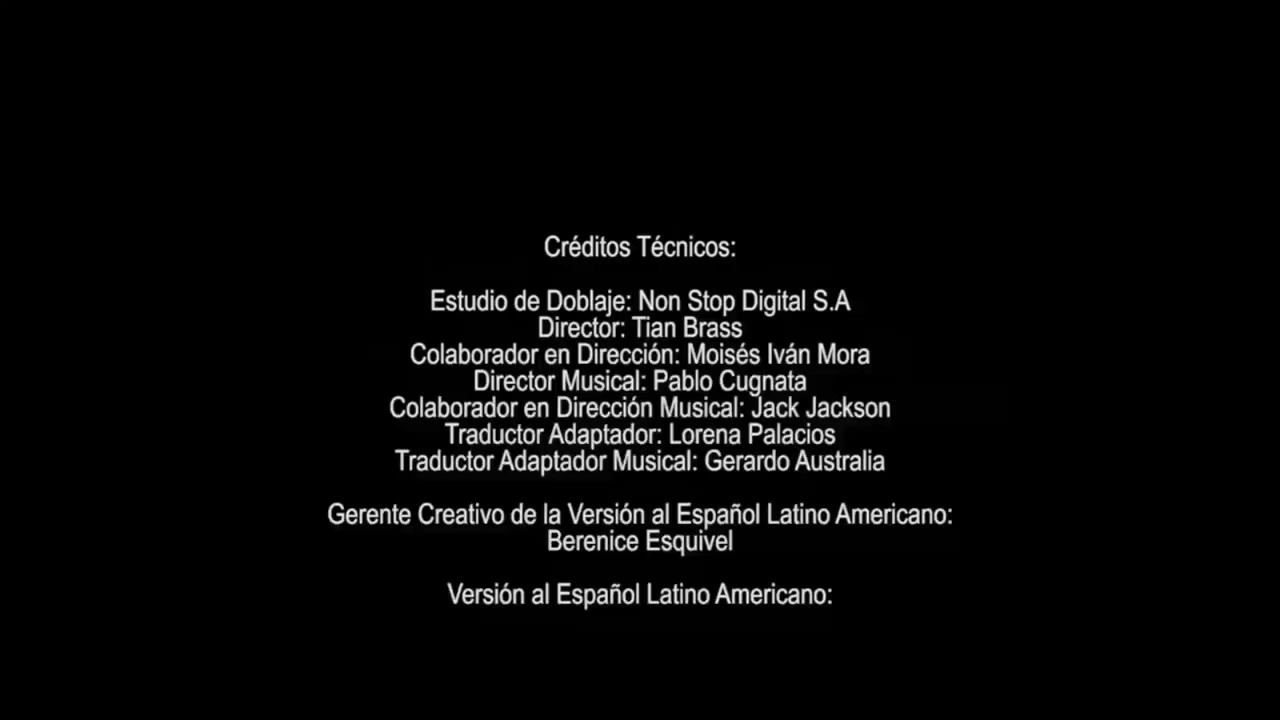 Créditos Técnicos:
Estudio de Doblaje: Non Stop Digital S.A
Director: Tian Brass
Colaborador en Dirección: Moisés Iván Mora
Director Musical: Pablo Cugnata
Colaborador en Dirección Musical: Jack Jackson
Traductor Adaptador: Lorena Palacios
Traductor Adaptador Musical: Gerardo Australia
Gerente Creativo de la Versión al Español Latino Americano:
Berenice Esquivel
Versión al Español Latino Americano: